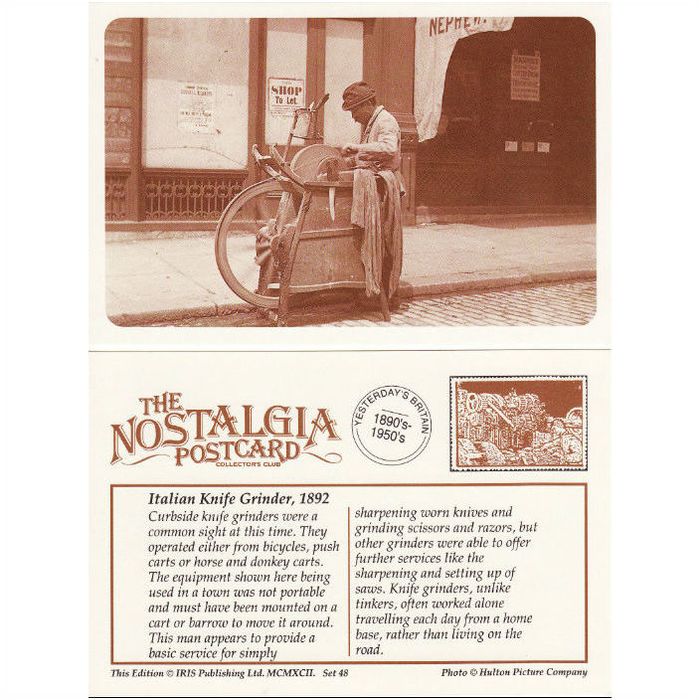 NEPHEW.
SHOP
To Let.
THE
NOSTALGIA
POSTCARD
COLLECTOR'S CLUB
YESTERDAY'S BRITAIN
1890's-
1950's
Italian Knife Grinder, 1892
Curbside knife grinders were a
common sight at this time. They
operated either from bicycles, push
carts or horse and donkey carts.
The equipment shown here being
used in a town was not portable
and must have been mounted on a
cart or barrow to move it around.
This man appears to provide a
basic service for simply
sharpening worn knives and
grinding scissors and razors, but
other grinders were able to offer
further services like the
sharpening and setting up of
saws. Knife grinders, unlike
tinkers, often worked alone
travelling each day from a home
base, rather than living on the
road.
This Edition © IRIS Publishing Ltd. MCMXCII. Set 48
Photo © Hulton Picture Company